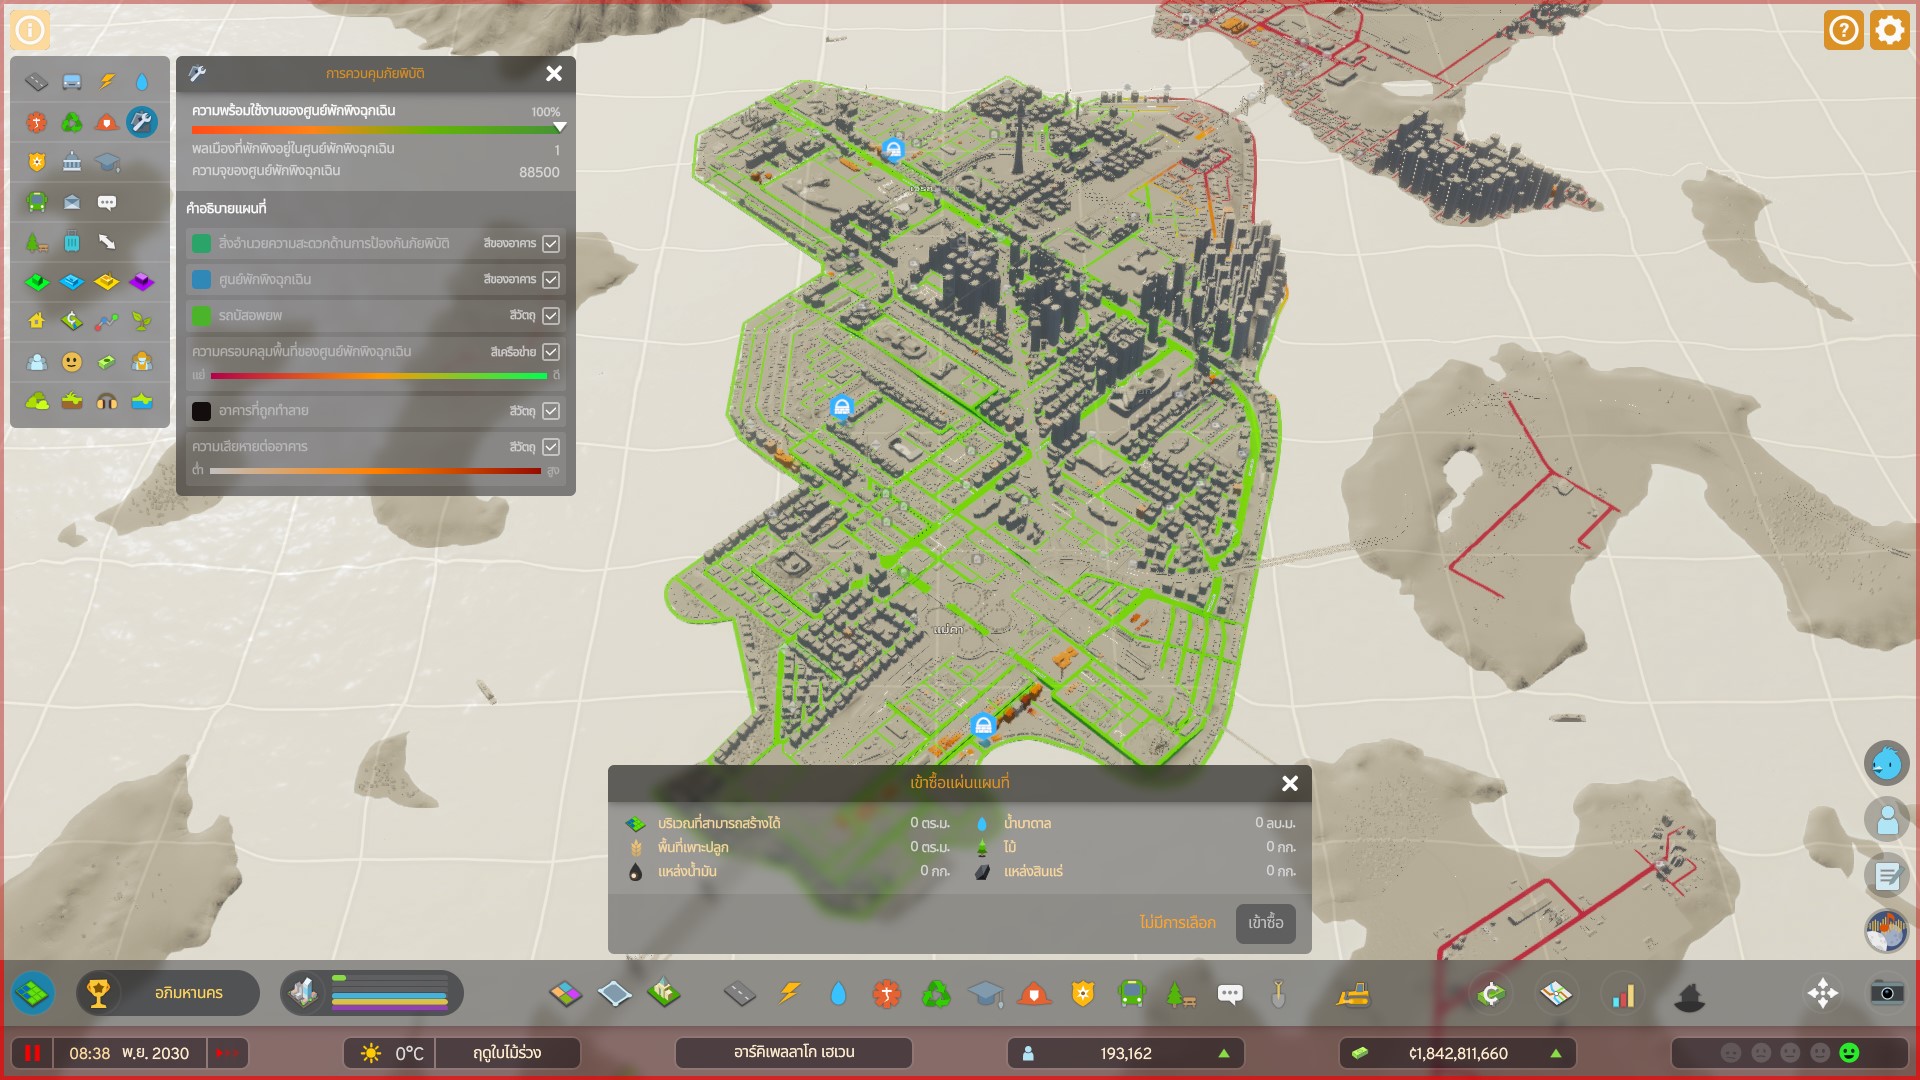 การควบคุมภัยพิบัติ
ความพร้อมใช้งานของศูนย์พักพิงฉุกเฉิน 100%
พลเมืองที่พักพิงอยู่ในศูนย์พักพิงฉุกเฉิน 1
ความจุของศูนย์พักพิงฉุกเฉิน 88500
คำอธิบายแผนที่
สิ่งอำนวยความสะดวกด้านการป้องกันภัยพิบัติ สีของอาคาร
ศูนย์พักพิงฉุกเฉิน สีของอาคาร
รถบัสอพยพ สีวัตถุ
ความครอบคลุมพื้นที่ของศูนย์พักพิงฉุกเฉิน สีเครือข่าย
แย่ ดี
อาคารที่ถูกทำลาย สีวัตถุ
ความเสียหายต่ออาคาร สีวัตถุ
ต่ำ สูง
แม่คา
เข้าซื้อแผ่นแผนที่
บริเวณที่สามารถสร้างได้ 0 ตร.ม. น้ำบาดาล 0 ลบ.ม.
พื้นที่เพาะปลูก 0 ตร.ม. ไม้ 0 กก.
แหล่งน้ำมัน 0 กก. แหล่งสินแร่ 0 กก.
ไม่มีการเลือก เข้าซื้อ
อภิมหานคร
08:38 พ.ย. 2030 0°C ฤดูใบไม้ร่วง อาร์คิเพลลาโก เฮเวน 193,162 ¢1,842,811,660